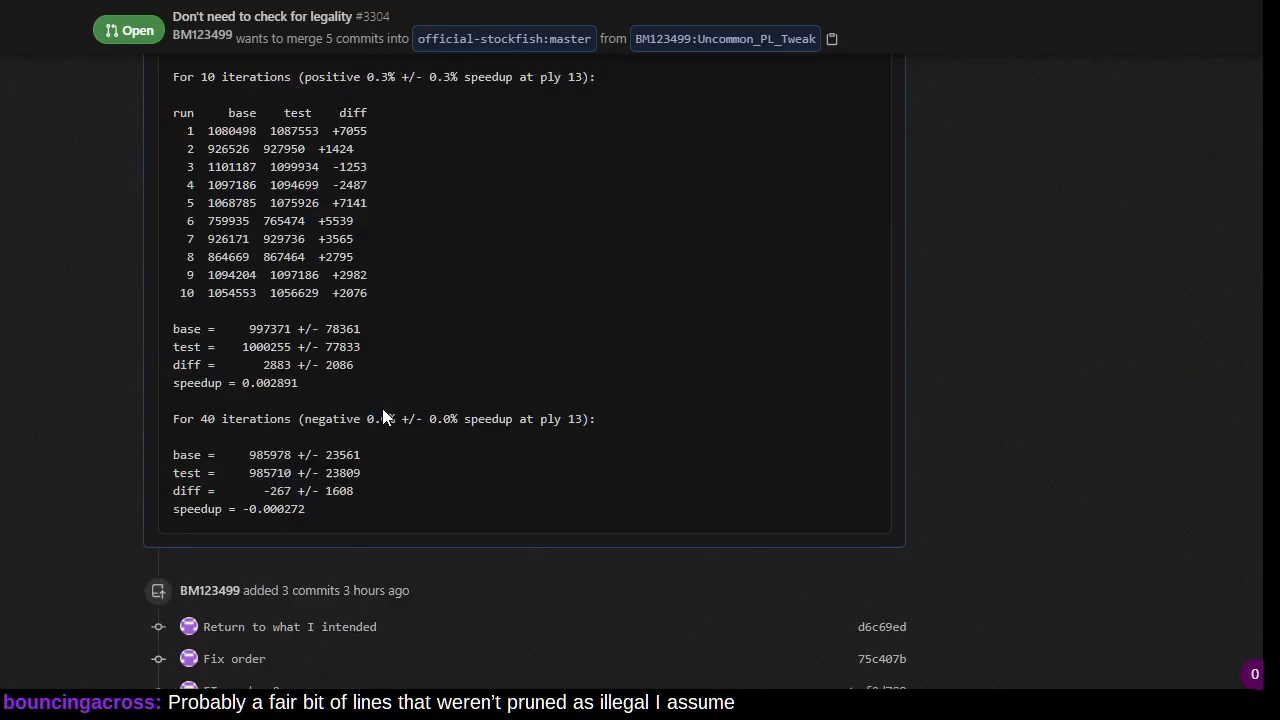 Open
Don't need to check for legality #3304
BM123499 wants to merge 5 commits into official-stockfish:master from BM123499:Uncommon_PL_Tweak
For 10 iterations (positive 0.3% +/- 0.3% speedup at ply 13):
run base test diff
1 1080498 1087553 +7055
2 926526 927950 +1424
3 1101187 1099934 -1253
4 1097186 1094699 -2487
5 1068785 1075926 +7141
6 759935 765474 +5539
7 926171 929736 +3565
8 864669 867464 +2795
9 1094204 1097186 +2982
10 1054553 1056629 +2076
base = 997371 +/- 78361
test = 1000255 +/- 77833
diff = 2883 +/- 2086
speedup = 0.002891
For 40 iterations (negative 0.0% +/- 0.0% speedup at ply 13):
base = 985978 +/- 23561
test = 985710 +/- 23809
diff = -267 +/- 1608
speedup = -0.000272
BM123499 added 3 commits 3 hours ago
Return to what I intended d6c69ed
Fix order 75c407b
0
bouncingacross: Probably a fair bit of lines that weren't pruned as illegal I assume